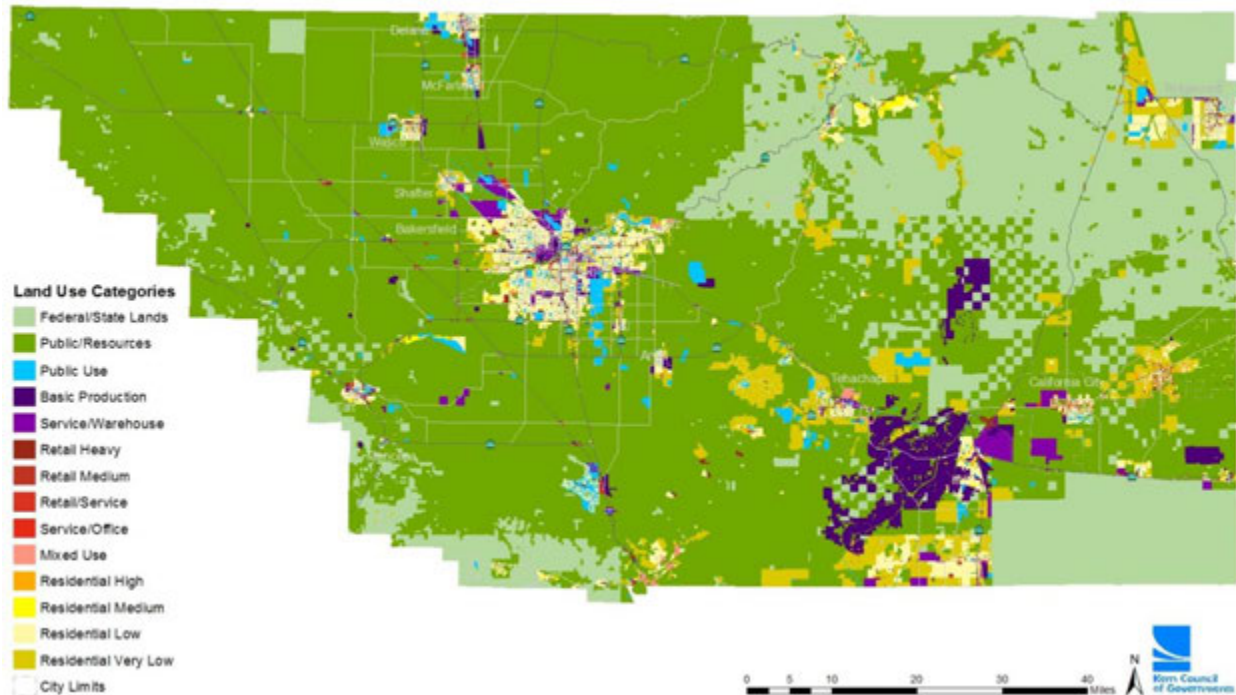 Delano
McFarland
Wasco
Shafter
Bakersfield
Tehachapi
California City
Land Use Categories
Federal/State Lands
Public/Resources
Public Use
Basic Production
Service/Warehouse
Retail Heavy
Retail Medium
Retail/Service
Service/Office
Mixed Use
Residential High
Residential Medium
Residential Low
Residential Very Low
City Limits
N
0 5 10 20 30 40
Miles
Kern Council
of Governments